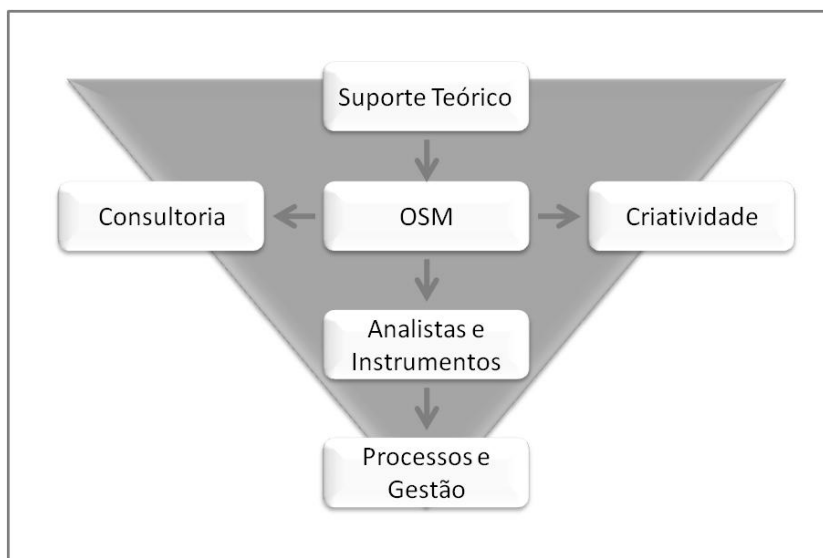 Suporte Teórico
Consultoria
OSM
Criatividade
Analistas e
Instrumentos
Processos e
Gestão